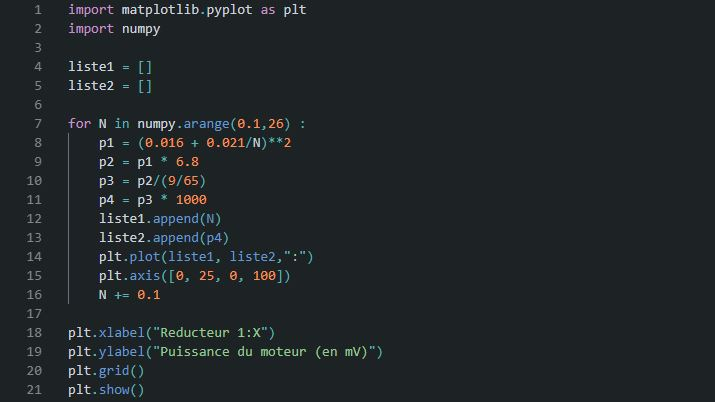 1 import matplotlib.pyplot as plt
2 import numpy
3
4 liste1 = []
5 liste2 = []
6
7 for N in numpy.arange(0.1,26) :
8     p1 = (0.016 + 0.021/N)**2
9     p2 = p1 * 6.8
10     p3 = p2/(9/65)
11     p4 = p3 * 1000
12     liste1.append(N)
13     liste2.append(p4)
14     plt.plot(liste1, liste2,":")
15     plt.axis([0, 25, 0, 100])
16     N += 0.1
17
18 plt.xlabel("Reducteur 1:X")
19 plt.ylabel("Puissance du moteur (en mV)")
20 plt.grid()
21 plt.show()